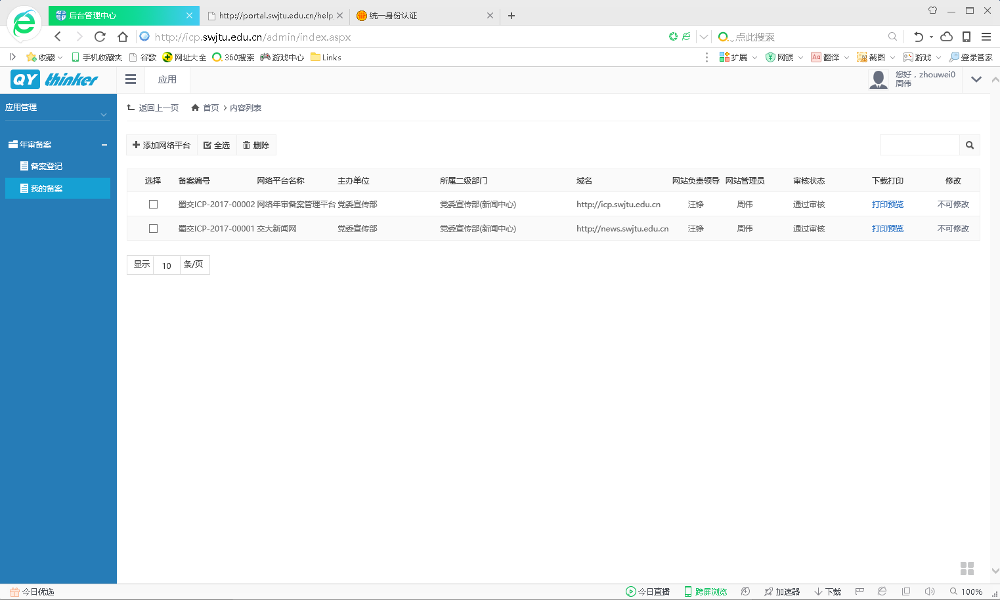 后台管理中心
http://portal.swjtu.edu.cn/help
统一身份认证
http://icp.swjtu.edu.cn/admin/index.aspx
点此搜索
收藏 手机收藏夹 谷歌 网址大全 360搜索 游戏中心 Links
扩展 网银 翻译 截图 游戏 登录管家
QY thinker
应用
您好，zhouwei0
周伟
应用管理
年审备案
备案登记
我的备案
返回上一页 首页 内容列表
添加网络平台 全选 删除
选择 备案编号 网络平台名称 主办单位 所属二级部门 域名 网站负责领导 网站管理员 审核状态 下载打印 修改
蜀交ICP-2017-00002 网络年审备案管理平台 党委宣传部 党委宣传部(新闻中心) http://icp.swjtu.edu.cn 汪铮 周伟 通过审核 打印预览 不可修改
蜀交ICP-2017-00001 交大新闻网 党委宣传部 党委宣传部(新闻中心) http://news.swjtu.edu.cn 汪铮 周伟 通过审核 打印预览 不可修改
显示 10 条/页
今日优选
今日直播 跨屏浏览 加速器 下载 100%